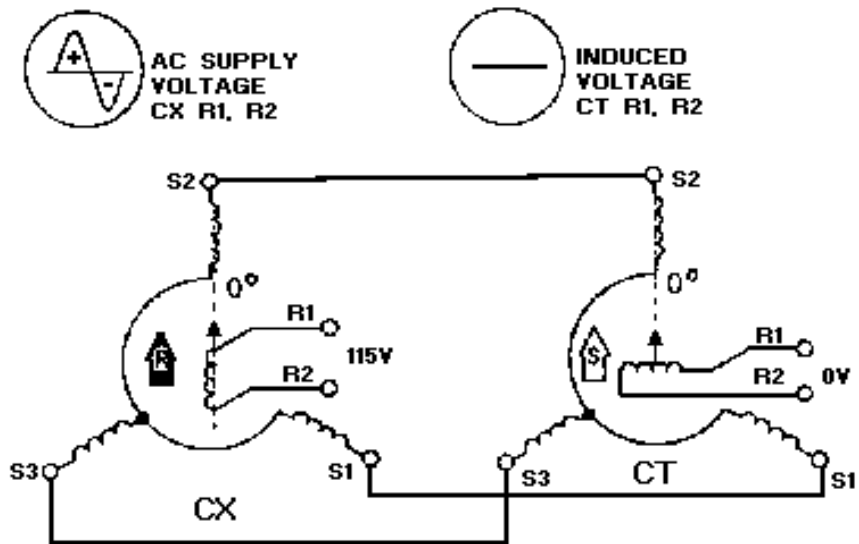 +
-
AC SUPPLY
VOLTAGE
CX R1, R2
INDUCED
VOLTAGE
CT R1, R2
S2
S2
0°
0°
R1
R
115V
R2
R1
S
R2
0V
S3
S1
CX
S3
CT
S1